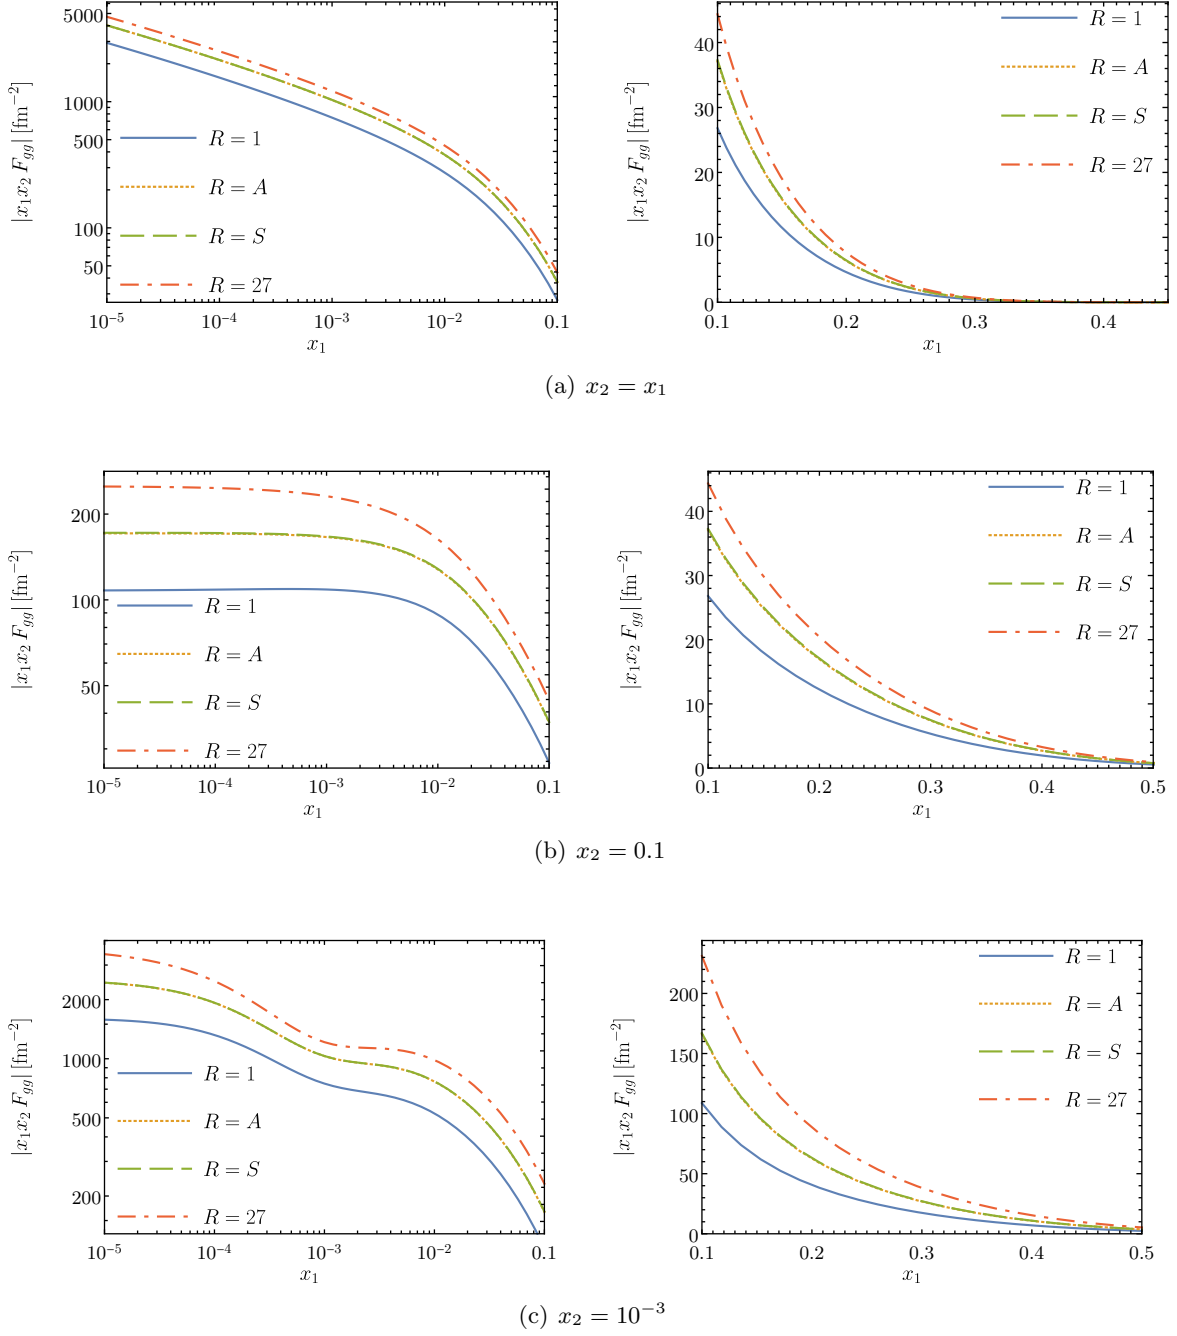 |x₁x₂ F_gg| [fm⁻²]
5000
1000
500
100
50
R = 1
R = A
R = S
R = 27
10⁻⁵ 10⁻⁴ 10⁻³ 10⁻² 0.1
x₁
|x₁x₂ F_gg| [fm⁻²]
40
30
20
10
0
R = 1
R = A
R = S
R = 27
0.1 0.2 0.3 0.4
x₁
(a) x₂ = x₁
|x₁x₂ F_gg| [fm⁻²]
200
100
50
R = 1
R = A
R = S
R = 27
10⁻⁵ 10⁻⁴ 10⁻³ 10⁻² 0.1
x₁
|x₁x₂ F_gg| [fm⁻²]
40
30
20
10
0
R = 1
R = A
R = S
R = 27
0.1 0.2 0.3 0.4 0.5
x₁
(b) x₂ = 0.1
|x₁x₂ F_gg| [fm⁻²]
2000
1000
500
200
R = 1
R = A
R = S
R = 27
10⁻⁵ 10⁻⁴ 10⁻³ 10⁻² 0.1
x₁
|x₁x₂ F_gg| [fm⁻²]
200
150
100
50
0
R = 1
R = A
R = S
R = 27
0.1 0.2 0.3 0.4 0.5
x₁
(c) x₂ = 10⁻³